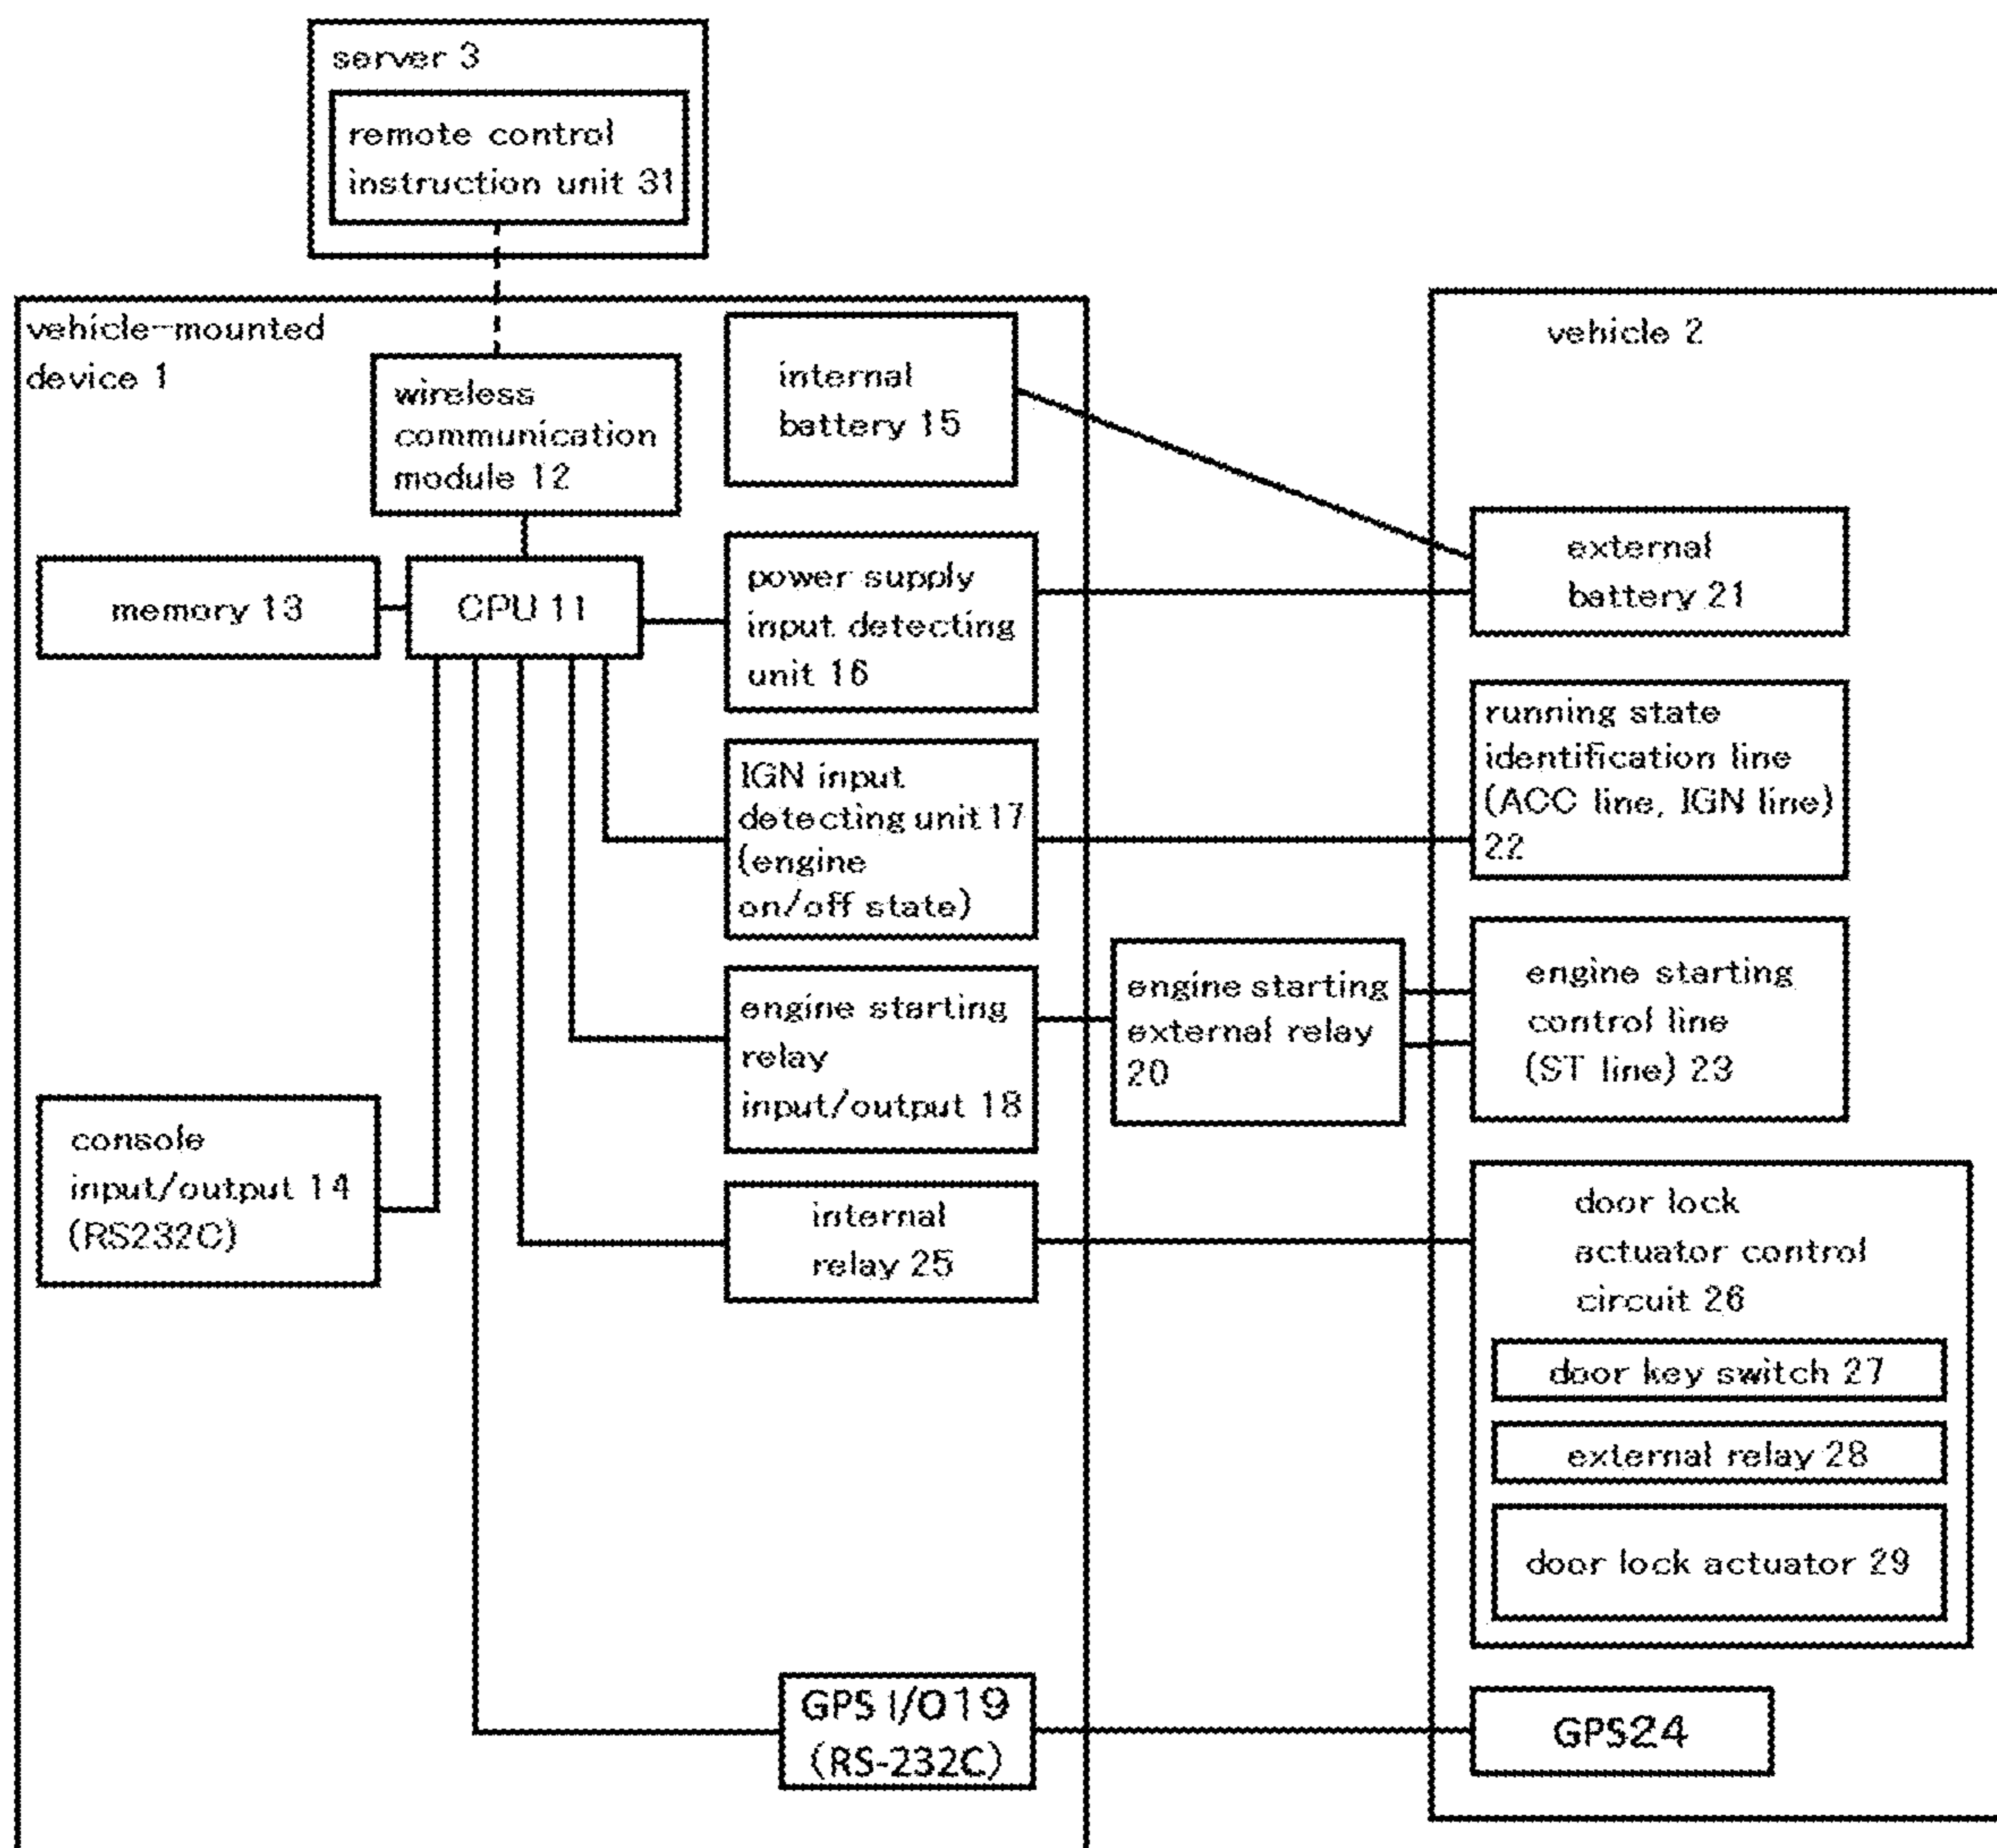 server 3
remote control
instruction unit 31
vehicle-mounted
device 1
wireless
communication
module 12
internal
battery 15
vehicle 2
memory 13
CPU 11
power supply
input detecting
unit 16
external
battery 21
IGN input
detecting unit 17
(engine
on/off state)
running state
identification line
(ACC line, IGN line)
22
engine starting
relay
input/output 18
engine starting
external relay
20
engine starting
control line
(ST line) 23
console
input/output 14
(RS232C)
internal
relay 25
door lock
actuator control
circuit 26
door key switch 27
external relay 28
door lock actuator 29
GPS I/O19
(RS-232C)
GPS24